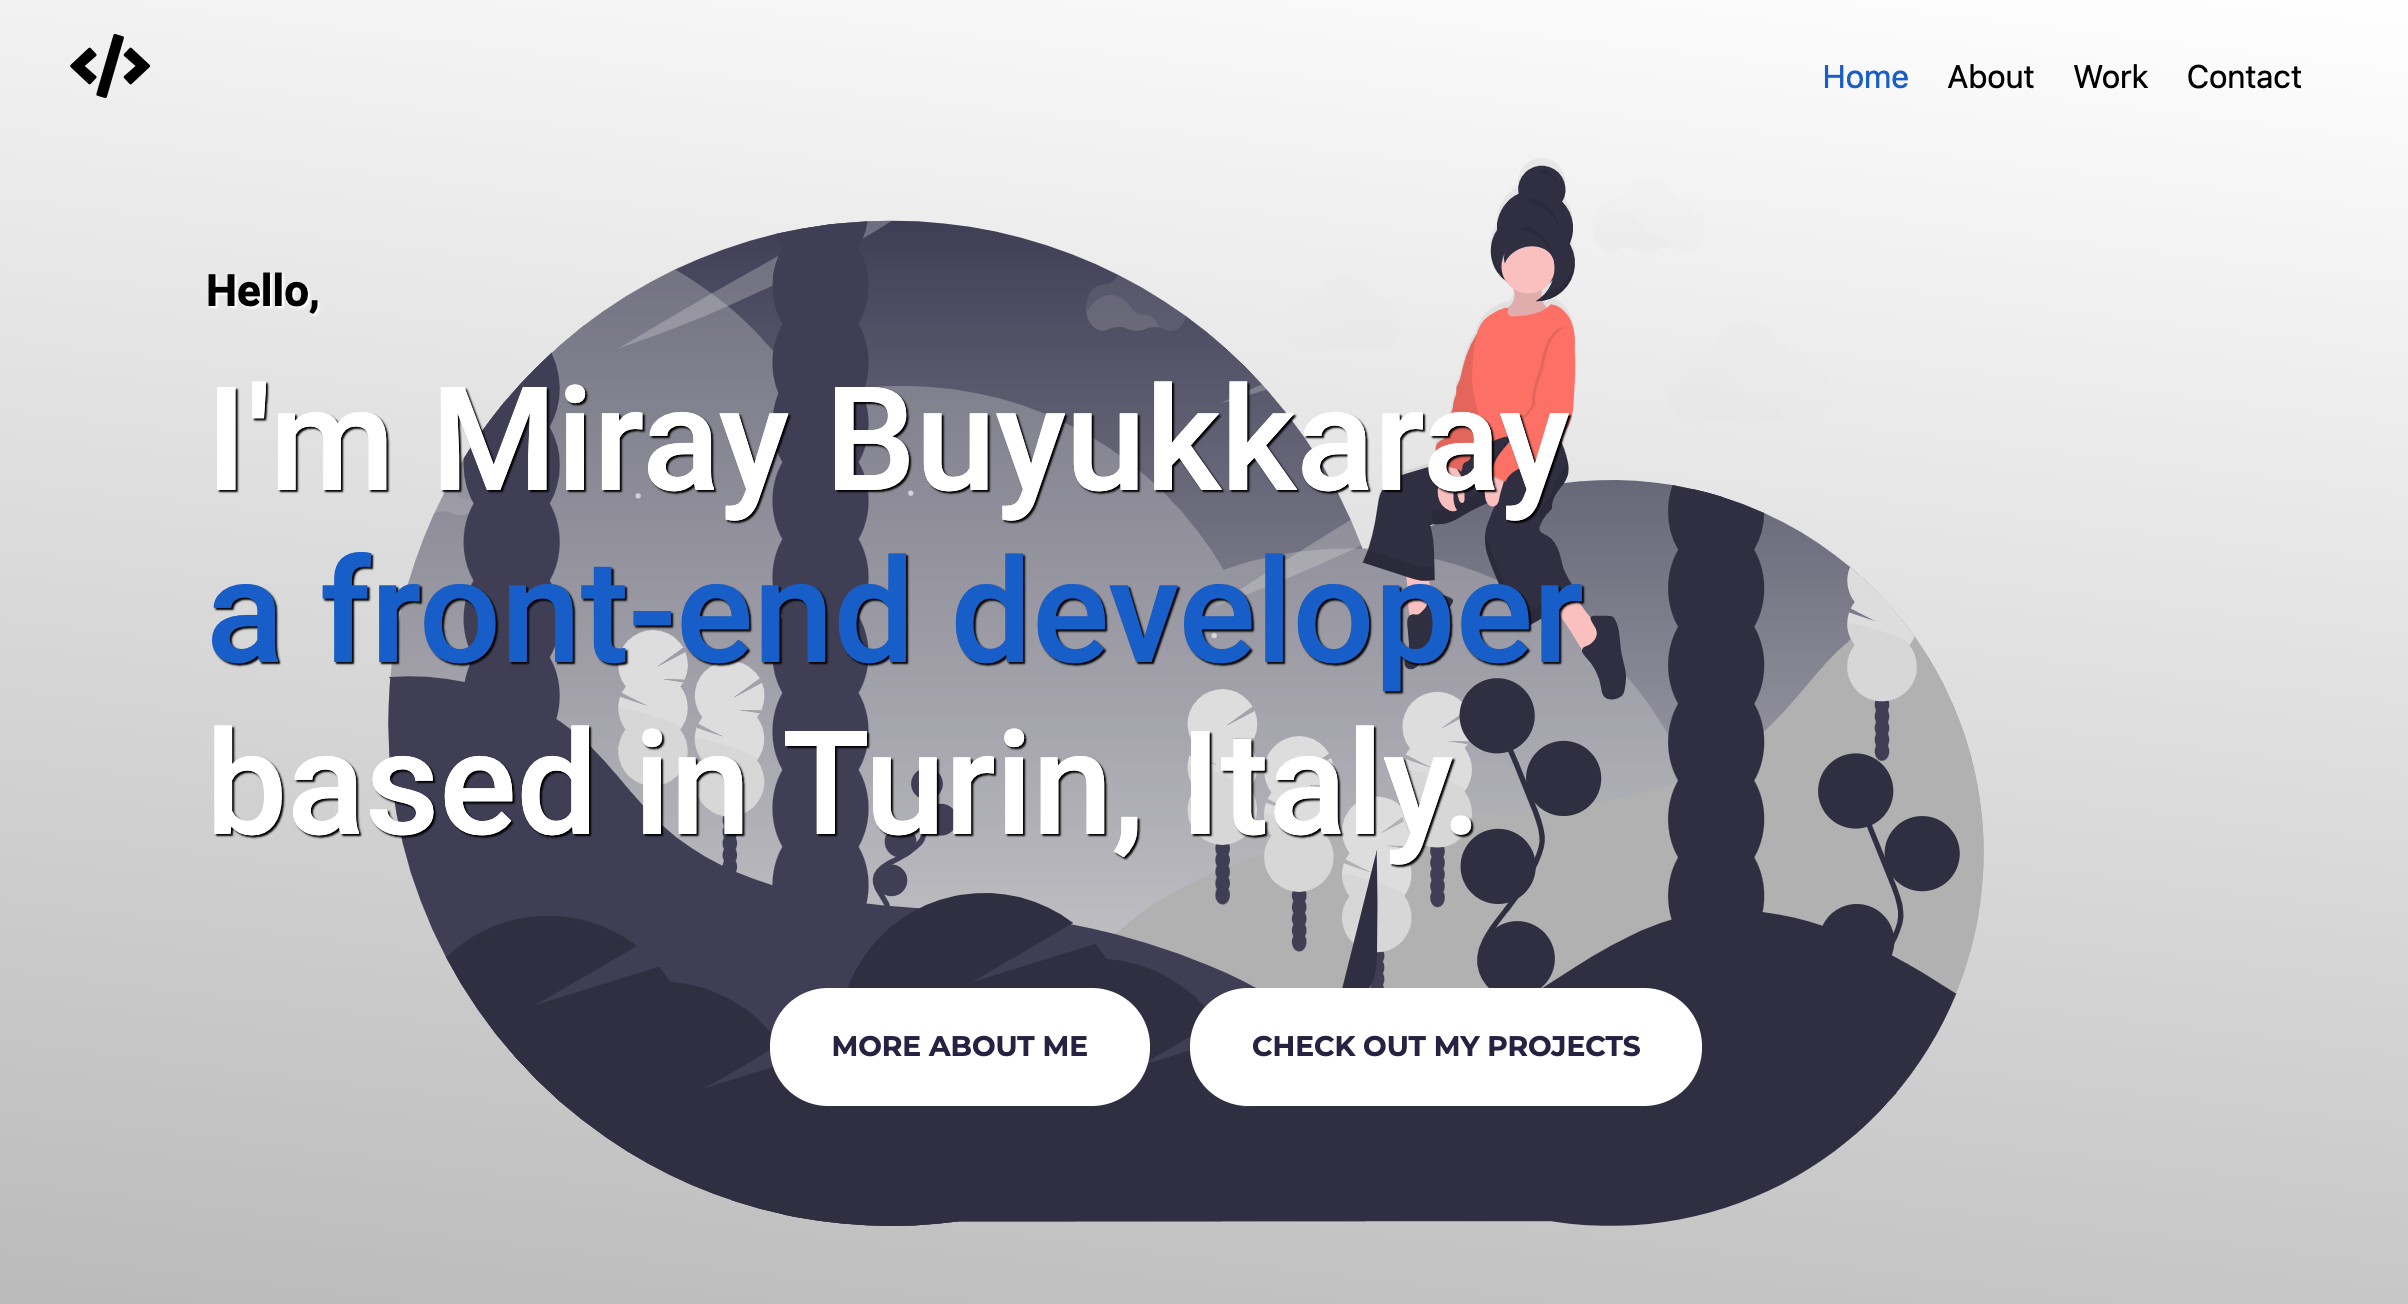 Home About Work Contact
Hello,
I'm Miray Buyukkaray
a front-end developer
based in Turin, Italy.
MORE ABOUT ME
CHECK OUT MY PROJECTS